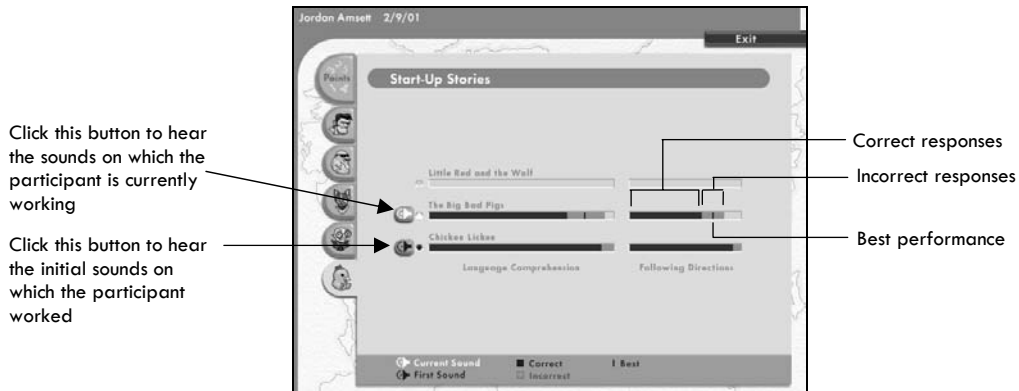 Jordan Amsett 2/9/01
Exit
Points
Start-Up Stories
Click this button to hear
the sounds on which the
participant is currently
working
Click this button to hear
the initial sounds on
which the participant
worked
Little Red and the Wolf
The Big Bad Pigs
Chicken Lickee
Language Comprehension
Following Directions
Correct responses
Incorrect responses
Best performance
Current Sound
Correct
Best
First Sound
Incorrect